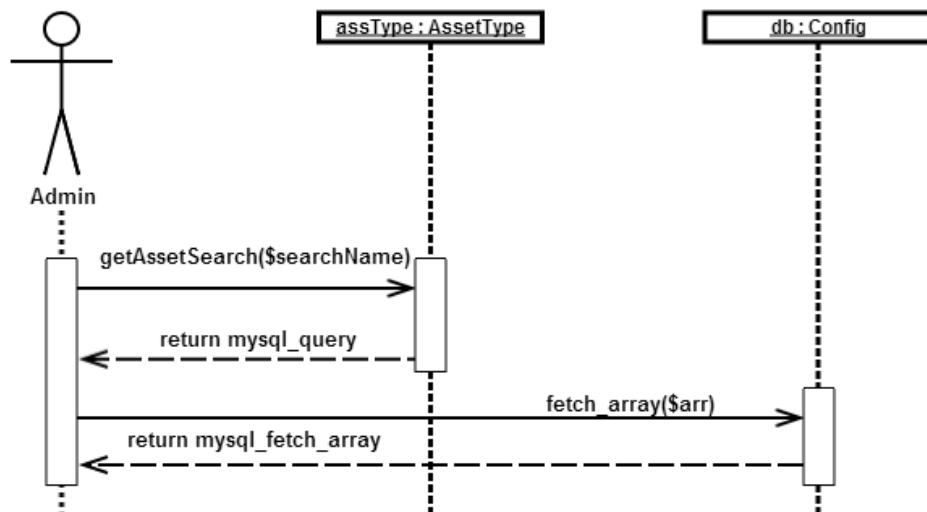 assType : AssetType
db : Config
Admin
getAssetSearch($searchName)
return mysql_query
fetch_array($arr)
return mysql_fetch_array